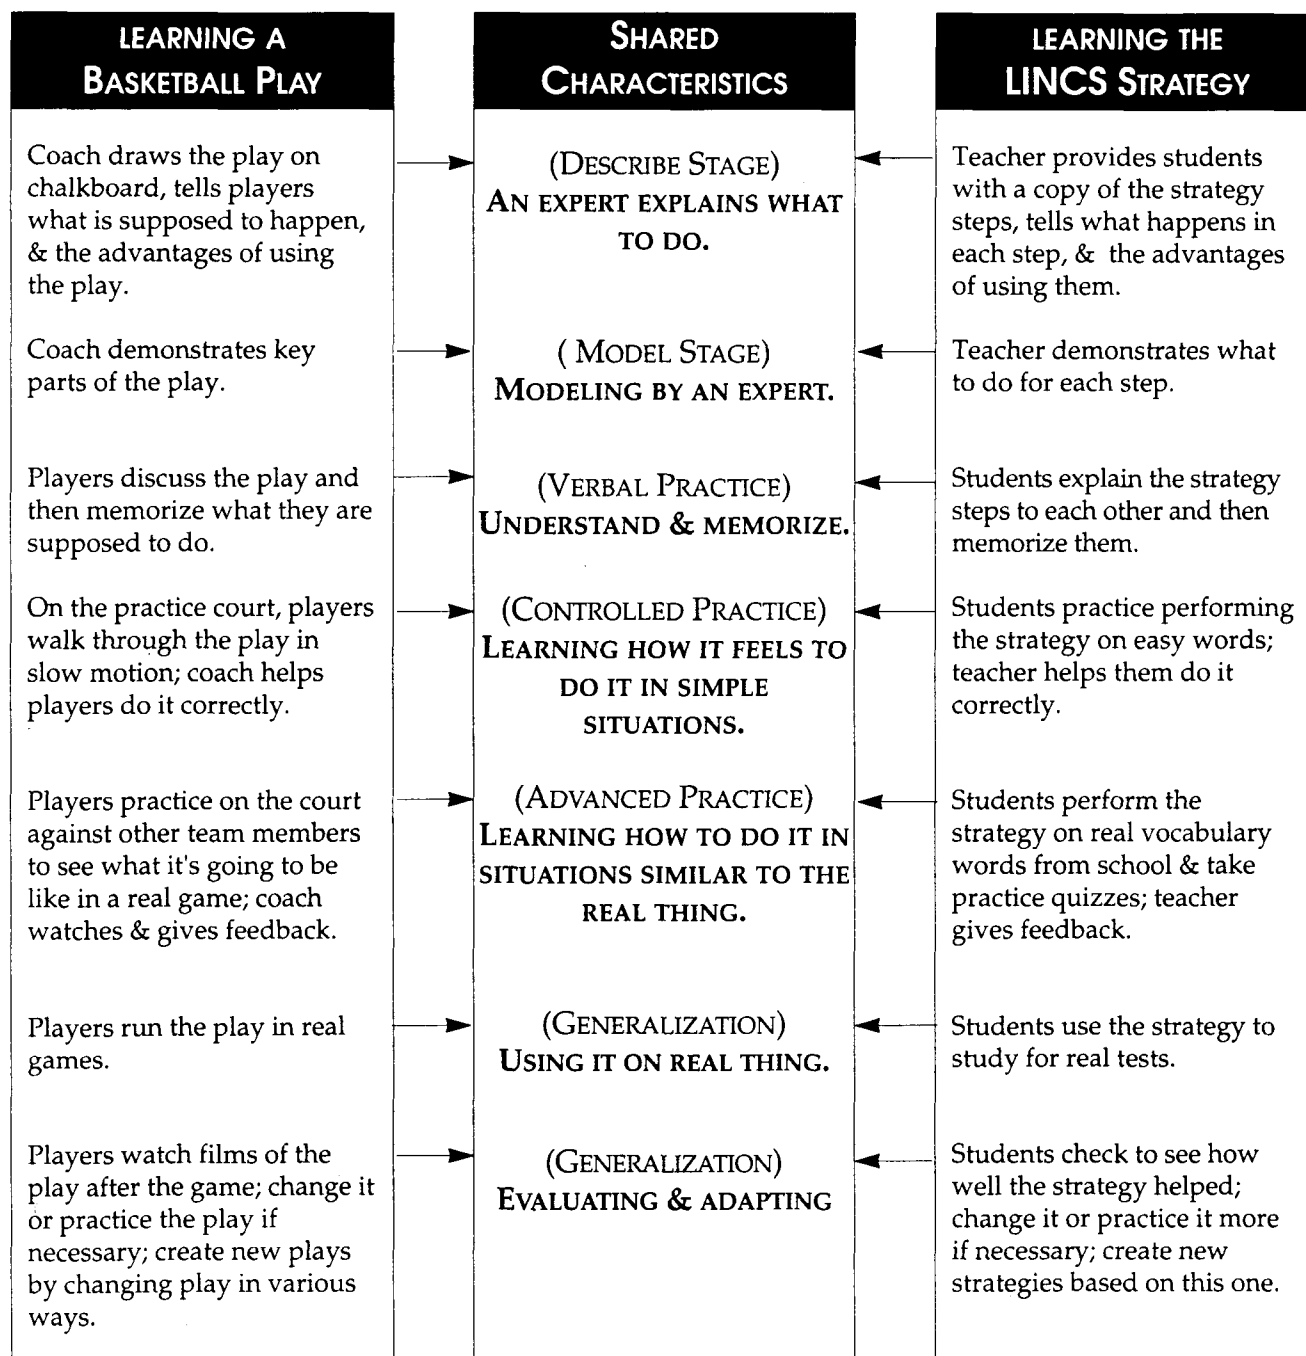 LEARNING A
BASKETBALL PLAY
Coach draws the play on
chalkboard, tells players
what is supposed to happen,
& the advantages of using
the play.
Coach demonstrates key
parts of the play.
Players discuss the play and
then memorize what they are
supposed to do.
On the practice court, players
walk through the play in
slow motion; coach helps
players do it correctly.
Players practice on the court
against other team members
to see what it's going to be
like in a real game; coach
watches & gives feedback.
Players run the play in real
games.
Players watch films of the
play after the game; change it
or practice the play if
necessary; create new plays
by changing play in various
ways.
SHARED
CHARACTERISTICS
(DESCRIBE STAGE)
AN EXPERT EXPLAINS WHAT
TO DO.
( MODEL STAGE)
MODELING BY AN EXPERT.
(VERBAL PRACTICE)
UNDERSTAND & MEMORIZE.
(CONTROLLED PRACTICE)
LEARNING HOW IT FEELS TO
DO IT IN SIMPLE
SITUATIONS.
(ADVANCED PRACTICE)
LEARNING HOW TO DO IT IN
SITUATIONS SIMILAR TO THE
REAL THING.
(GENERALIZATION)
USING IT ON REAL THING.
(GENERALIZATION)
EVALUATING & ADAPTING
LEARNING THE
LINCS STRATEGY
Teacher provides students
with a copy of the strategy
steps, tells what happens in
each step, & the advantages
of using them.
Teacher demonstrates what
to do for each step.
Students explain the strategy
steps to each other and then
memorize them.
Students practice performing
the strategy on easy words;
teacher helps them do it
correctly.
Students perform the
strategy on real vocabulary
words from school & take
practice quizzes; teacher
gives feedback.
Students use the strategy to
study for real tests.
Students check to see how
well the strategy helped;
change it or practice it more
if necessary; create new
strategies based on this one.